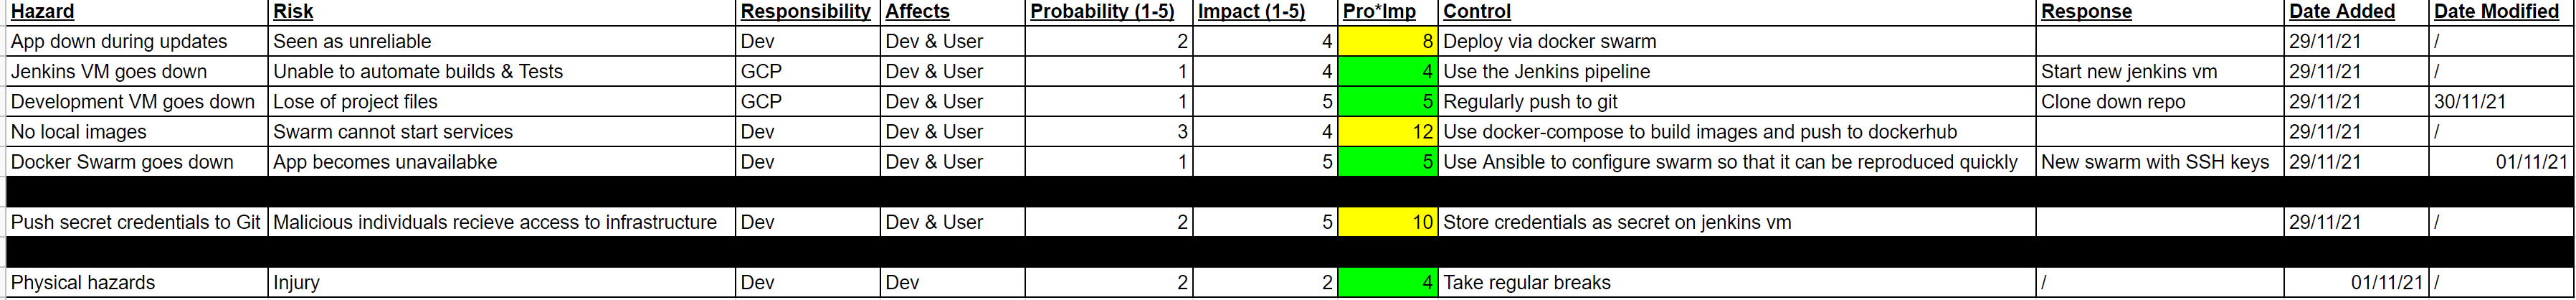 Hazard Risk Responsibility Affects Probability (1-5) Impact (1-5) Pro*Imp Control Response Date Added Date Modified
App down during updates Seen as unreliable Dev Dev & User 2 4 8 Deploy via docker swarm 29/11/21 /
Jenkins VM goes down Unable to automate builds & Tests GCP Dev & User 1 4 4 Use the Jenkins pipeline Start new jenkins vm 29/11/21 /
Development VM goes down Lose of project files GCP Dev & User 1 5 5 Regularly push to git Clone down repo 29/11/21 30/11/21
No local images Swarm cannot start services Dev Dev & User 3 4 12 Use docker-compose to build images and push to dockerhub 29/11/21 /
Docker Swarm goes down App becomes unavailabke Dev Dev & User 1 5 5 Use Ansible to configure swarm so that it can be reproduced quickly New swarm with SSH keys 29/11/21 01/11/21
Push secret credentials to Git Malicious individuals recieve access to infrastructure Dev Dev & User 2 5 10 Store credentials as secret on jenkins vm 29/11/21 /
Physical hazards Injury Dev Dev 2 2 4 Take regular breaks / 01/11/21 /